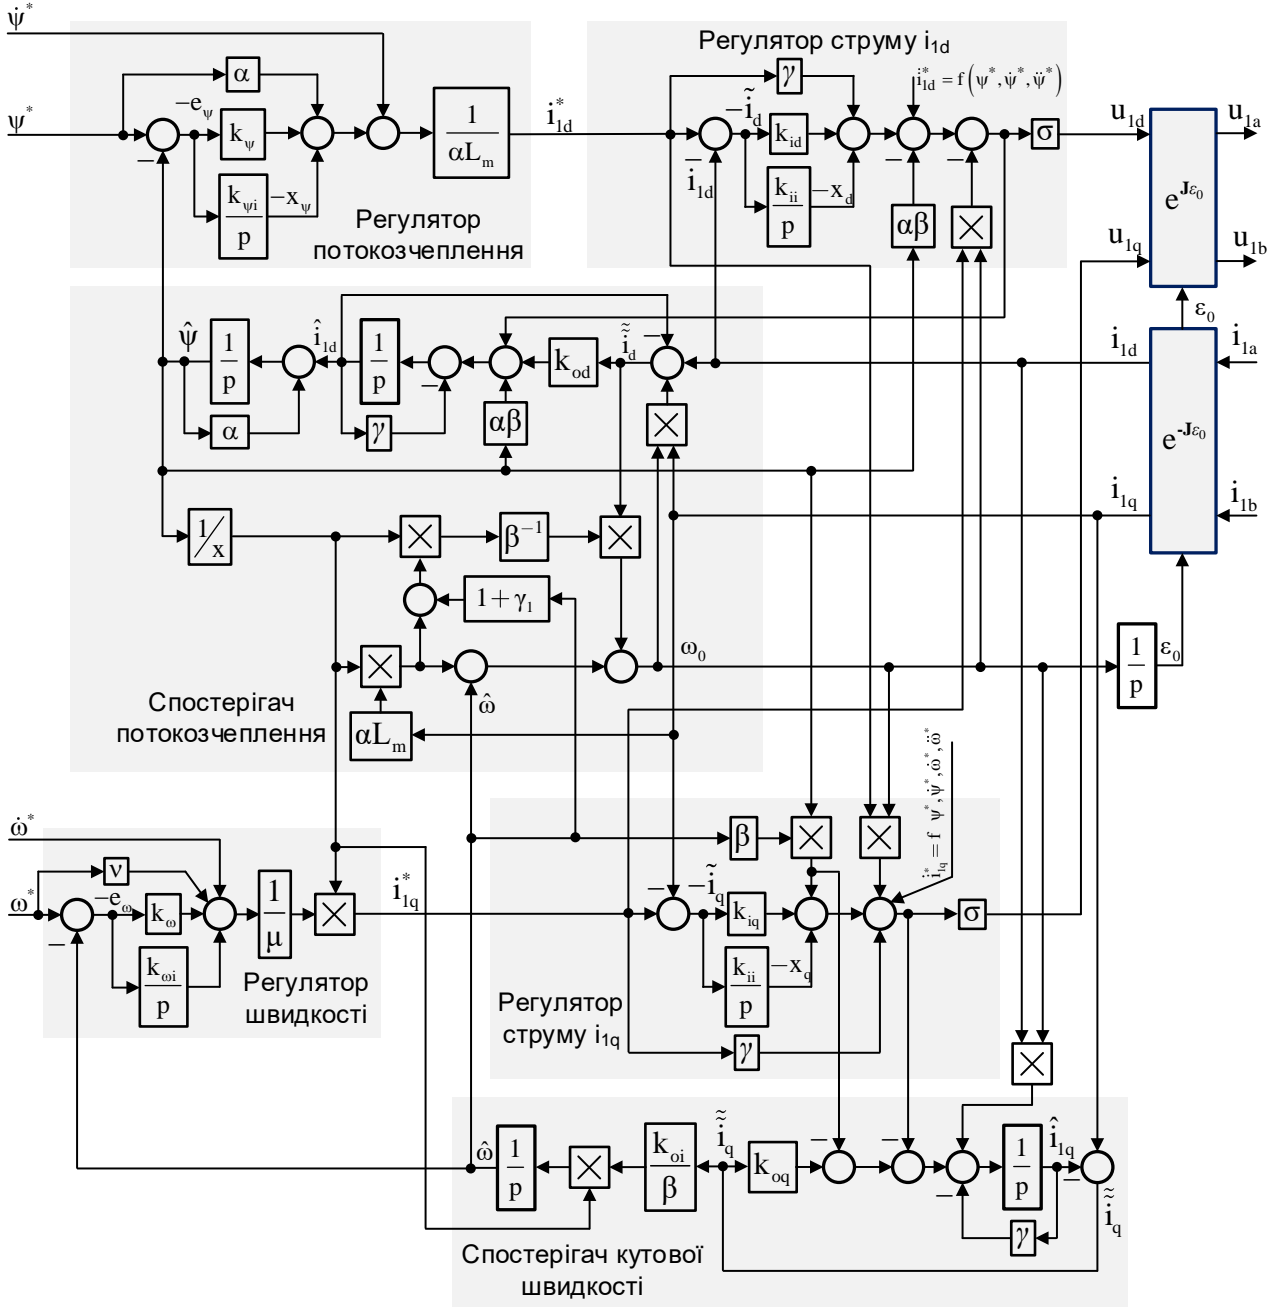 ψ̇*
Регулятор струму i₁d
α
γ
i̇*₁d = f(ψ*, ψ̇*, ψ̈*)
ψ*
−eψ
kψ
1/αLm
i*₁d
−ĩd
kid
σ
u₁d
u₁a
−
kψi/p
−xψ
−
i₁d
kii/p
−xd
−
−
e^Jε₀
Регулятор
потокозчеплення
αβ
×
u₁q
u₁b
ε₀
ψ̂
1/p
î₁d
1/p
−
kod
ĩ̃d
−
i₁d
i₁a
α
γ
αβ
×
e^-Jε₀
i₁q
i₁b
1/x
×
β⁻¹
×
1+γ₁
×
ω₀
1/p
ε₀
Спостерігач
потокозчеплення
ω̂
αLm
ω̇*
i̇*₁q = f ψ*, ψ̇*, ω̇*, ω̈*
ν
β
×
×
ω*
−eω
kω
1/μ
×
i*₁q
−
−ĩq
kiq
σ
−
kωi/p
Регулятор
швидкості
kii/p
−xq
Регулятор
струму i₁q
γ
×
ω̂
1/p
×
koi/β
ĩ̃q
koq
−
−
−
1/p
î₁q
−
γ
ĩ̃q
Спостерігач кутової
швидкості